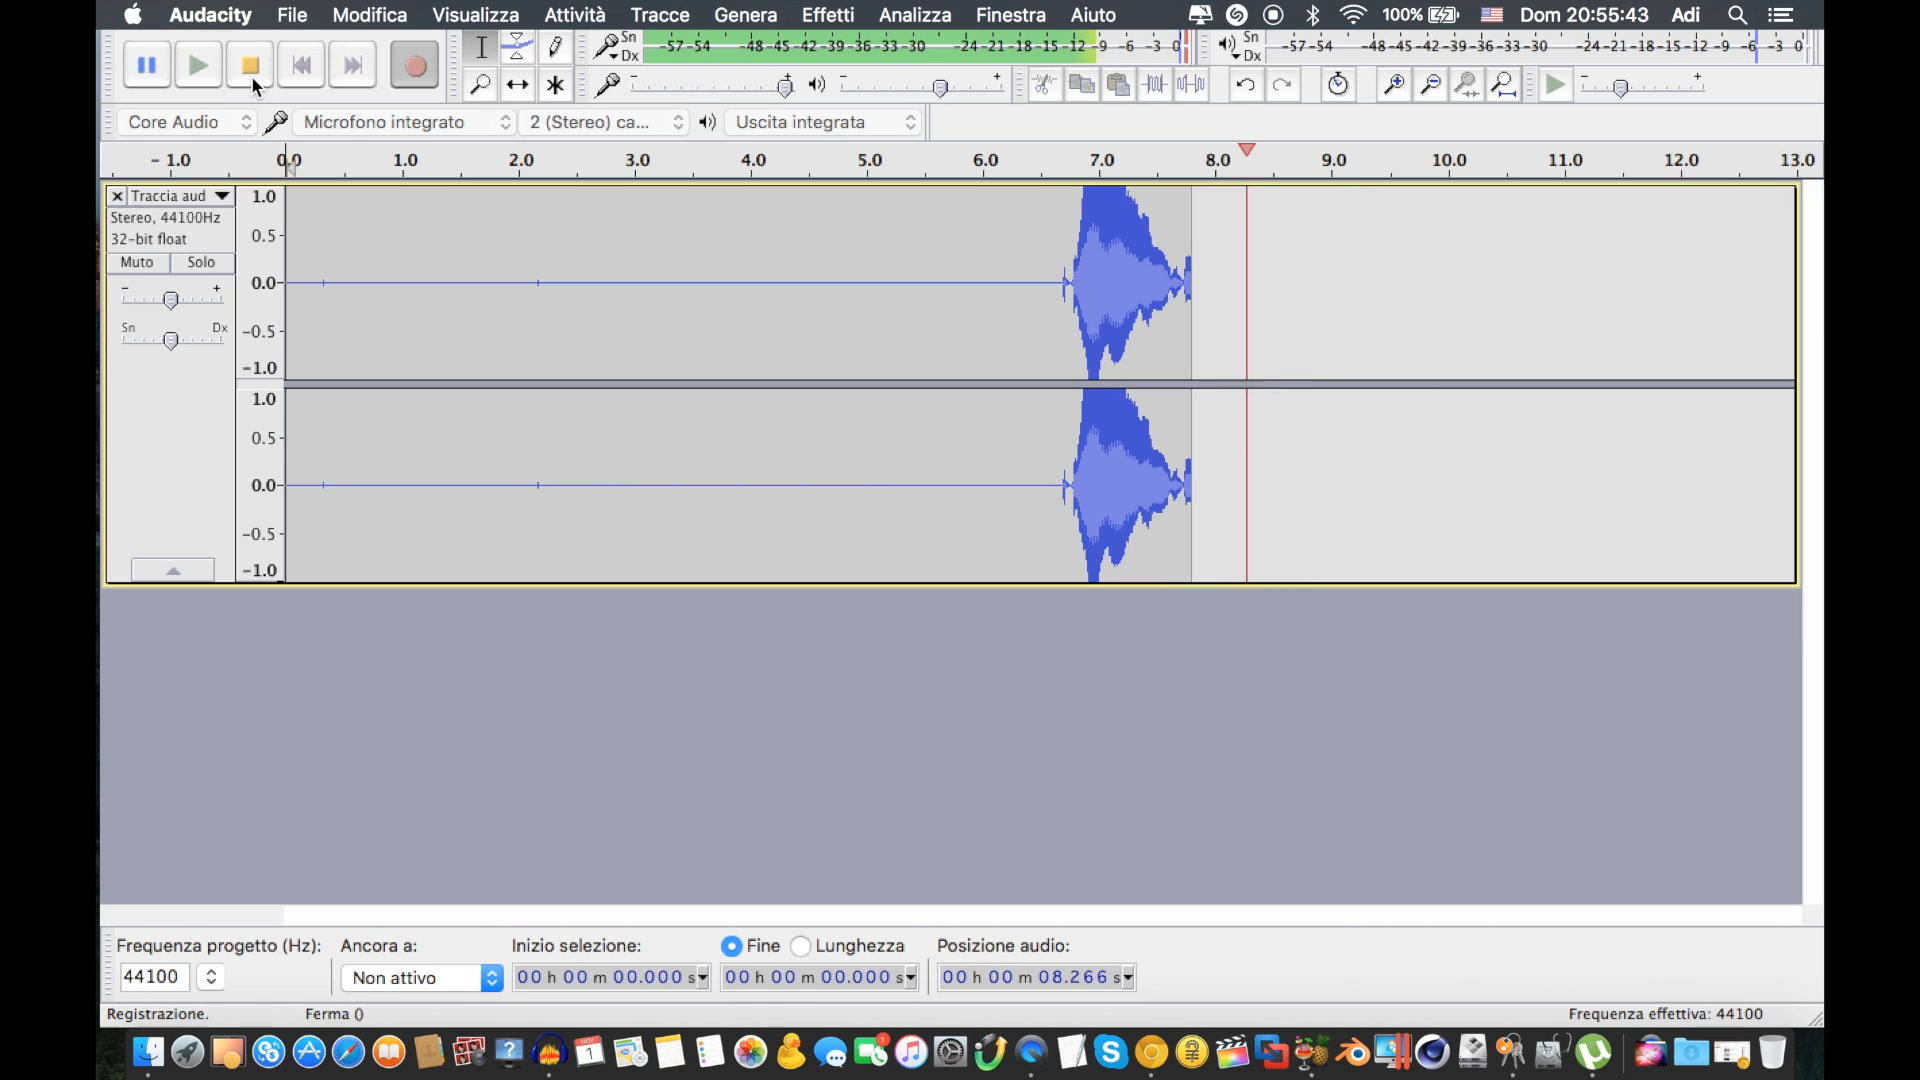 Audacity File Modifica Visualizza Attività Tracce Genera Effetti Analizza Finestra Aiuto 100% Dom 20:55:43 Adi
Sn -57-54 -48-45-42-39-36-33-30 -24-21-18-15-12-9 -6 -3 0
Dx
Sn -57-54 -48-45-42-39-36-33-30 -24-21-18-15-12-9 -6 -3 0
Dx
- + - + - +
Core Audio Microfono integrato 2 (Stereo) ca... Uscita integrata
- 1.0 0.0 1.0 2.0 3.0 4.0 5.0 6.0 7.0 8.0 9.0 10.0 11.0 12.0 13.0
Traccia aud
Stereo, 44100Hz
32-bit float
Muto Solo
- +
Sn Dx
1.0
0.5
0.0
-0.5
-1.0
1.0
0.5
0.0
-0.5
-1.0
Frequenza progetto (Hz): Ancora a: Inizio selezione: Fine Lunghezza Posizione audio:
44100 Non attivo 00 h 00 m 00.000 s 00 h 00 m 00.000 s 00 h 00 m 08.266 s
Registrazione. Ferma () Frequenza effettiva: 44100
NOV
1
1